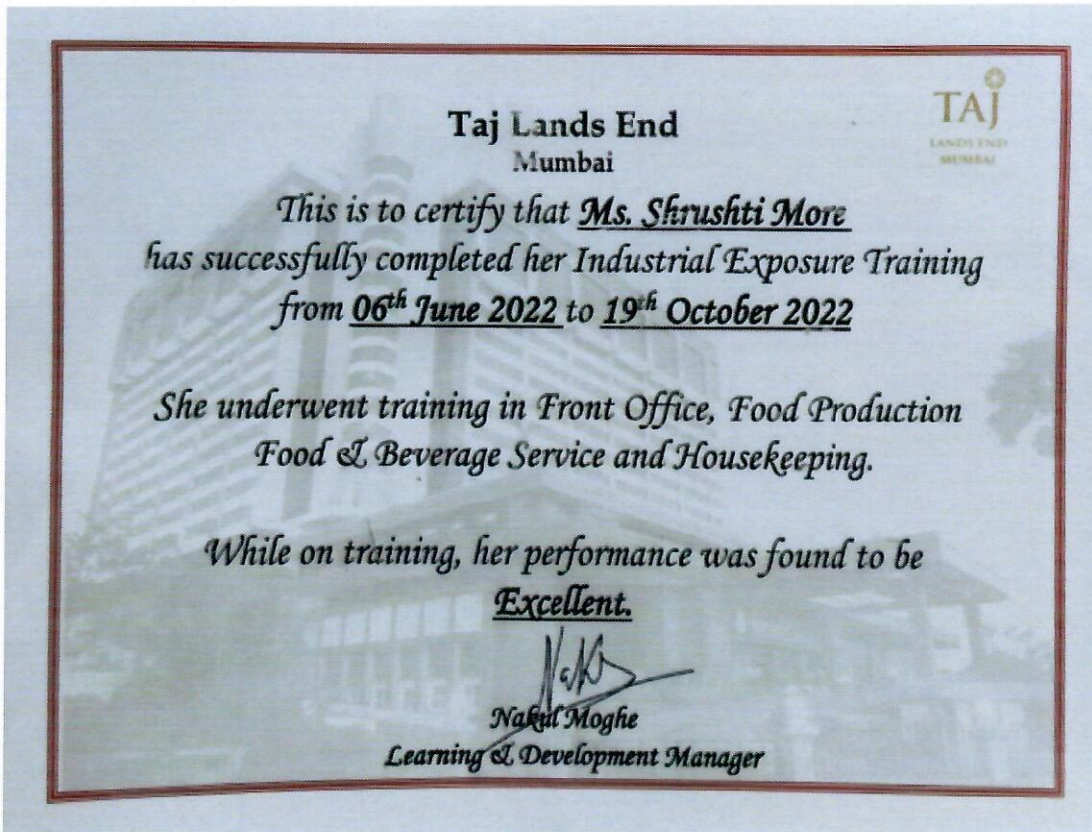 TAJ
LANDS END
MUMBAI
Taj Lands End
Mumbai
This is to certify that Ms. Shrushti More
has successfully completed her Industrial Exposure Training
from 06th June 2022 to 19th October 2022
She underwent training in Front Office, Food Production
Food & Beverage Service and Housekeeping.
While on training, her performance was found to be
Excellent.
Nakul Moghe
Learning & Development Manager